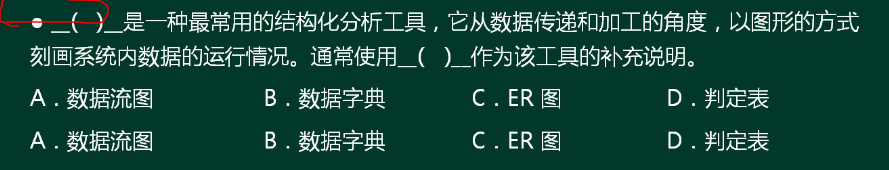 ●__(   )__是一种最常用的结构化分析工具，它从数据传递和加工的角度，以图形的方式
刻画系统内数据的运行情况。通常使用__(   )__作为该工具的补充说明。
A．数据流图 B．数据字典 C．ER 图 D．判定表
A．数据流图 B．数据字典 C．ER 图 D．判定表